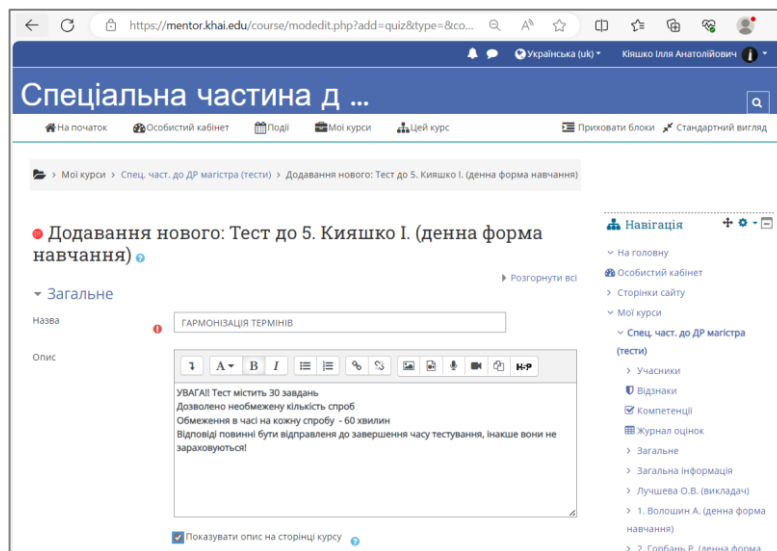 https://mentor.khai.edu/course/modedit.php?add=quiz&type=&co...
Українська (uk)
Кіяшко Ілля Анатолійович
Спеціальна частина д ...
На початок Особистий кабінет Події Мої курси Цей курс Приховати блоки Стандартний вигляд
> Мої курси > Спец. част. до ДР магістра (тести) > Додавання нового: Тест до 5. Кияшко І. (денна форма навчання)
Додавання нового: Тест до 5. Кияшко І. (денна форма
навчання)
Розгорнути всі
Загальне
Назва
ГАРМОНІЗАЦІЯ ТЕРМІНІВ
Опис
A B I H-P
УВАГА!! Тест містить 30 завдань
Дозволено необмежену кількість спроб
Обмеження в часі на кожну спробу - 60 хвилин
Відповіді повинні бути відправленя до завершення часу тестування, інакше вони не
зараховуються!
Показувати опис на сторінці курсу
Навігація
На головну
Особистий кабінет
Сторінки сайту
Мої курси
Спец. част. до ДР магістра
(тести)
Учасники
Відзнаки
Компетенції
Журнал оцінок
Загальне
Загальна інформація
Лучшева О.В. (викладач)
1. Волошин А. (денна форма
навчання)
2. Горбань Р. (денна форма